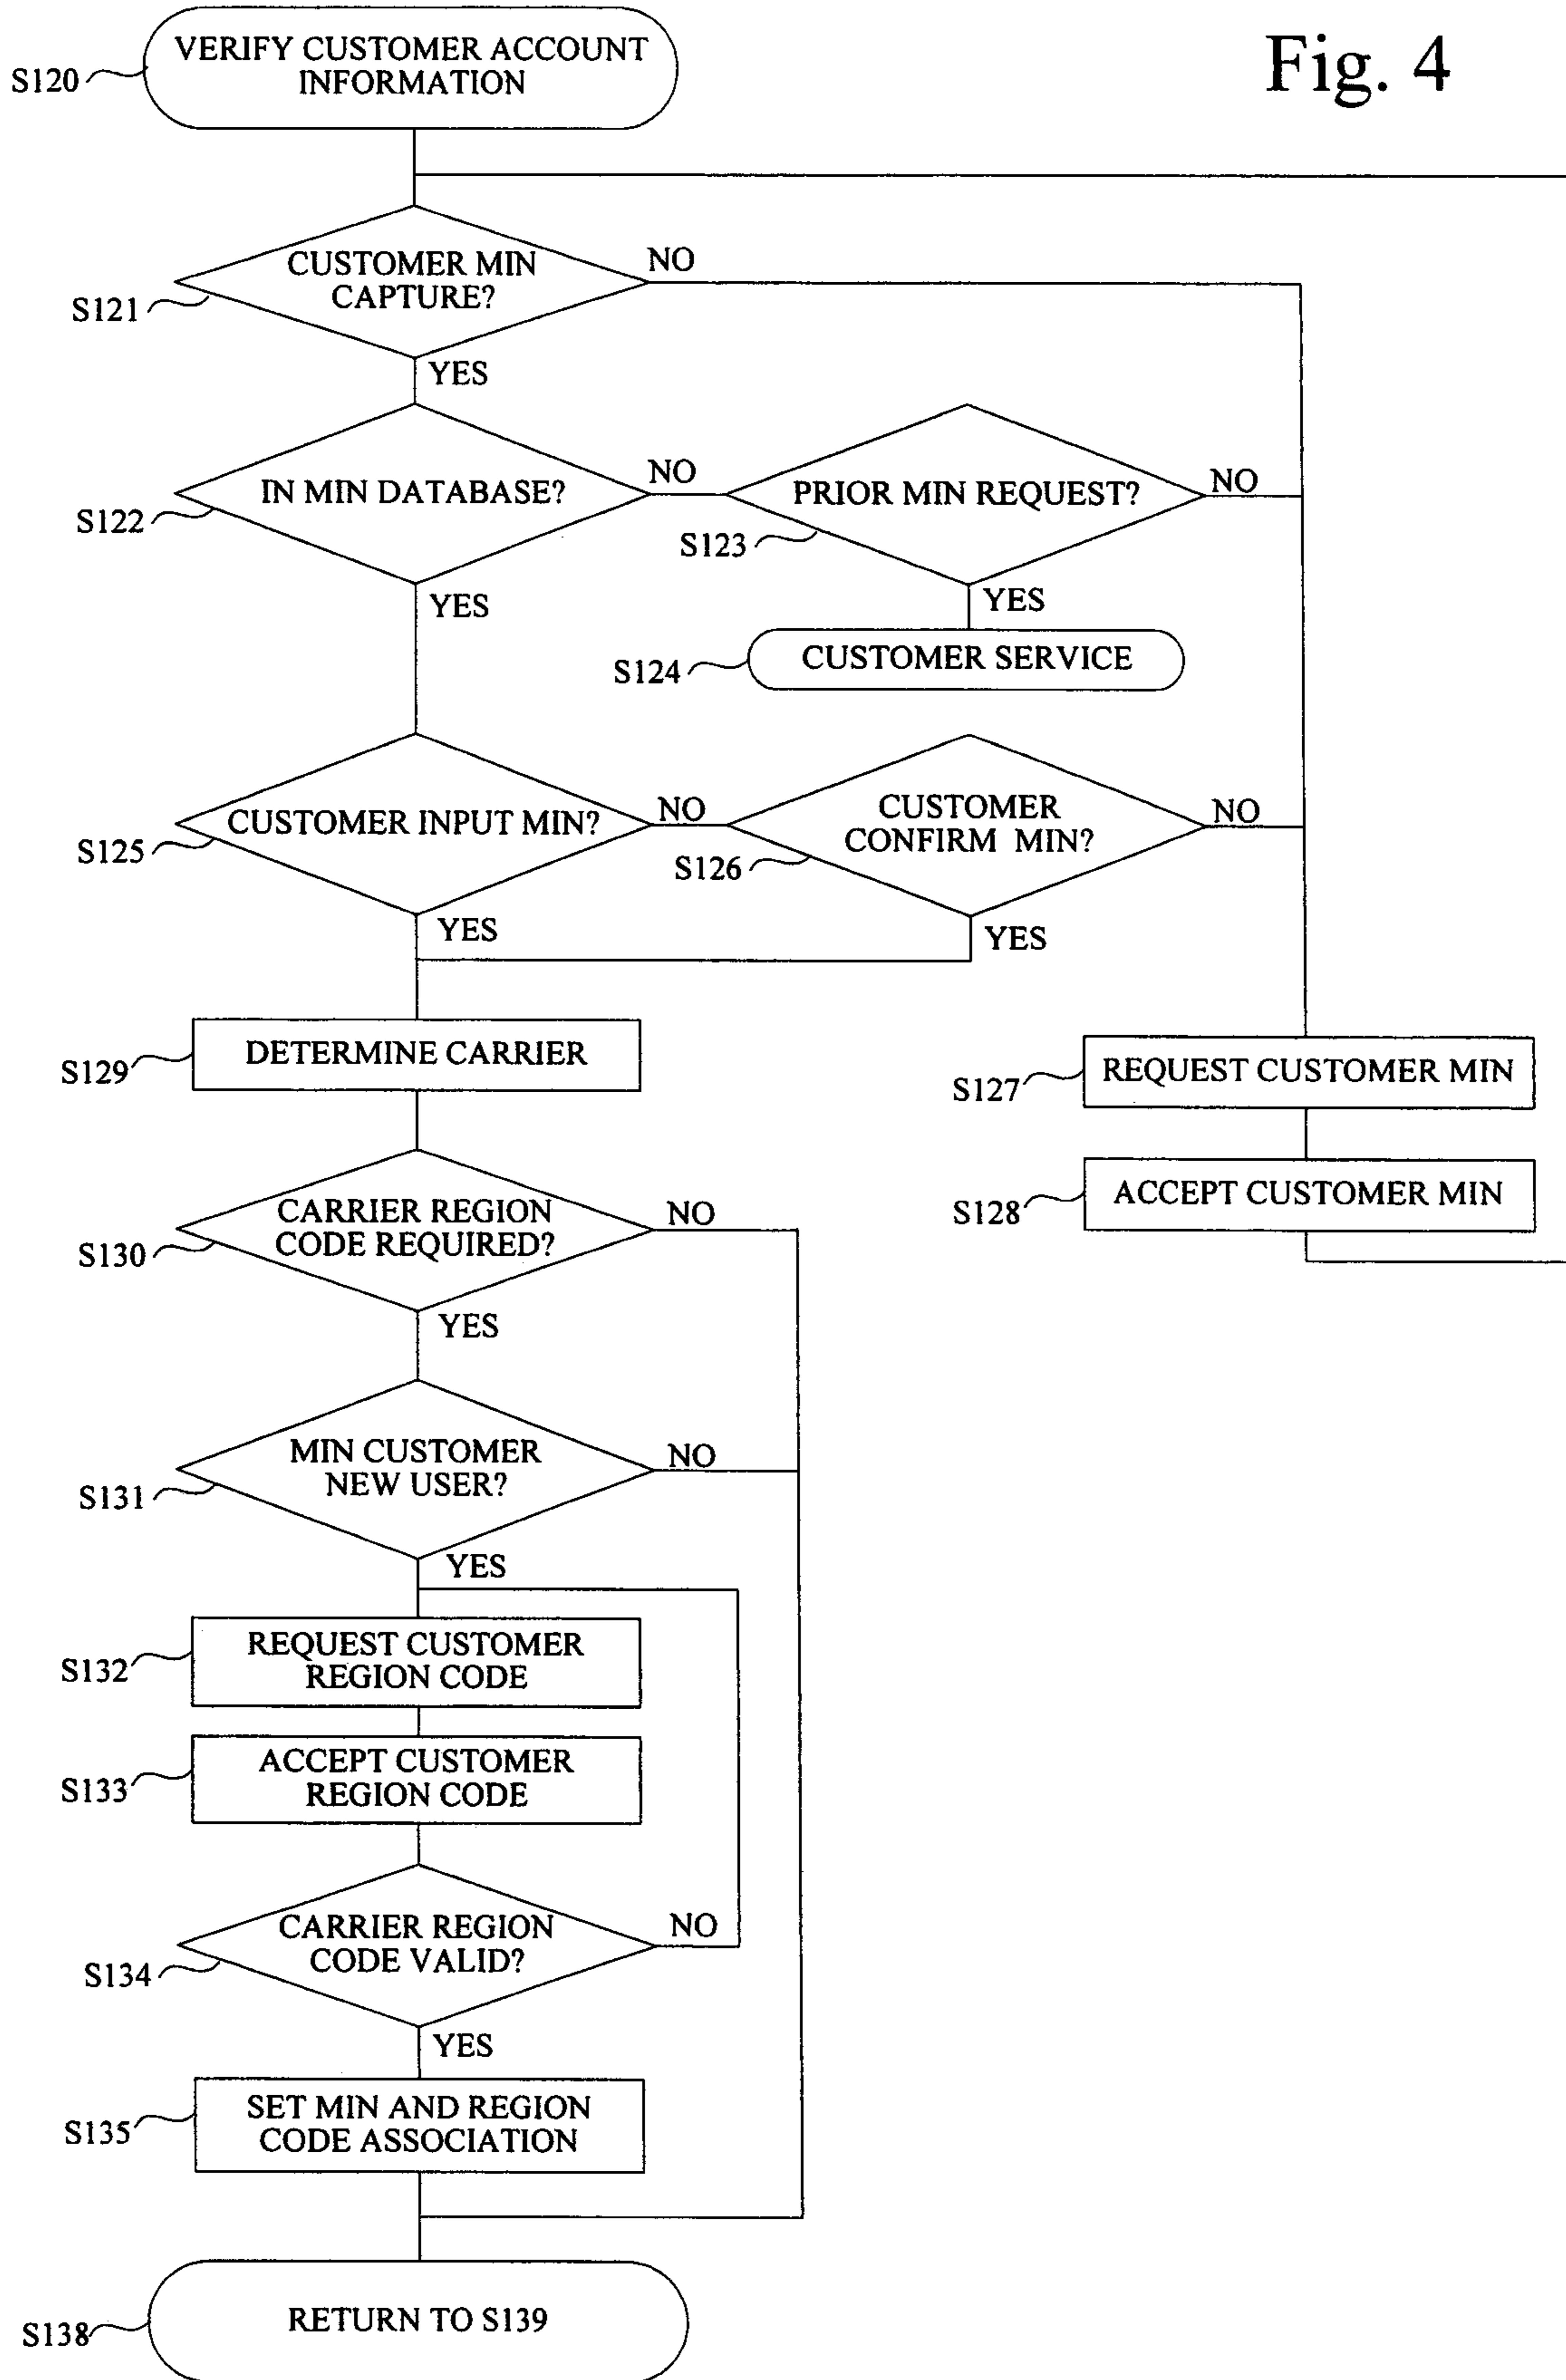 Fig. 4
VERIFY CUSTOMER ACCOUNT
INFORMATION
S120
CUSTOMER MIN
CAPTURE?
NO
S121
YES
IN MIN DATABASE?
NO
S122
PRIOR MIN REQUEST?
NO
S123
YES
YES
CUSTOMER SERVICE
S124
CUSTOMER INPUT MIN?
NO
S125
CUSTOMER
CONFIRM MIN?
NO
S126
YES
YES
DETERMINE CARRIER
S129
REQUEST CUSTOMER MIN
S127
ACCEPT CUSTOMER MIN
S128
CARRIER REGION
CODE REQUIRED?
NO
S130
YES
MIN CUSTOMER
NEW USER?
NO
S131
YES
REQUEST CUSTOMER
REGION CODE
S132
ACCEPT CUSTOMER
REGION CODE
S133
CARRIER REGION
CODE VALID?
NO
S134
YES
SET MIN AND REGION
CODE ASSOCIATION
S135
RETURN TO S139
S138